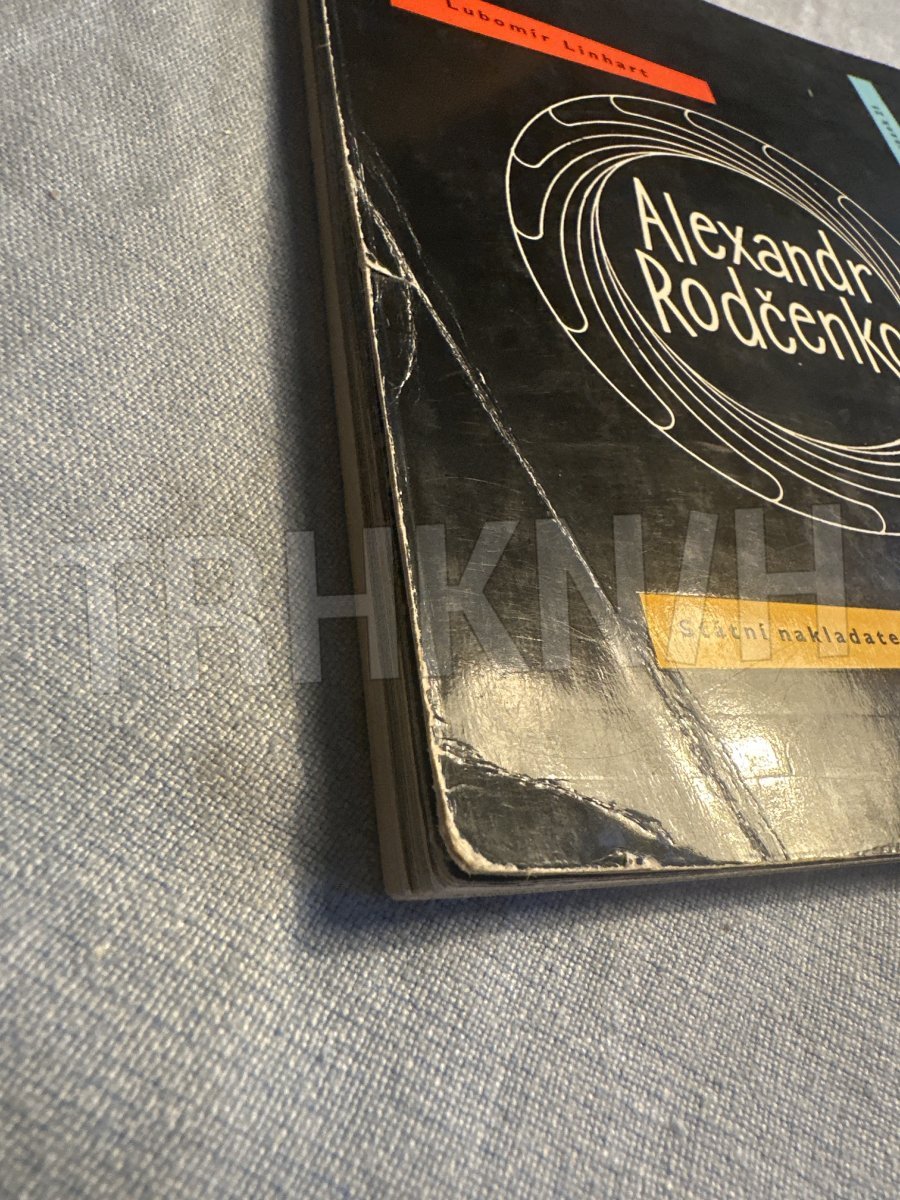 Lubomír Linhart
Alexandr
Rodčenko
Státní nakladate
TRHKNIH